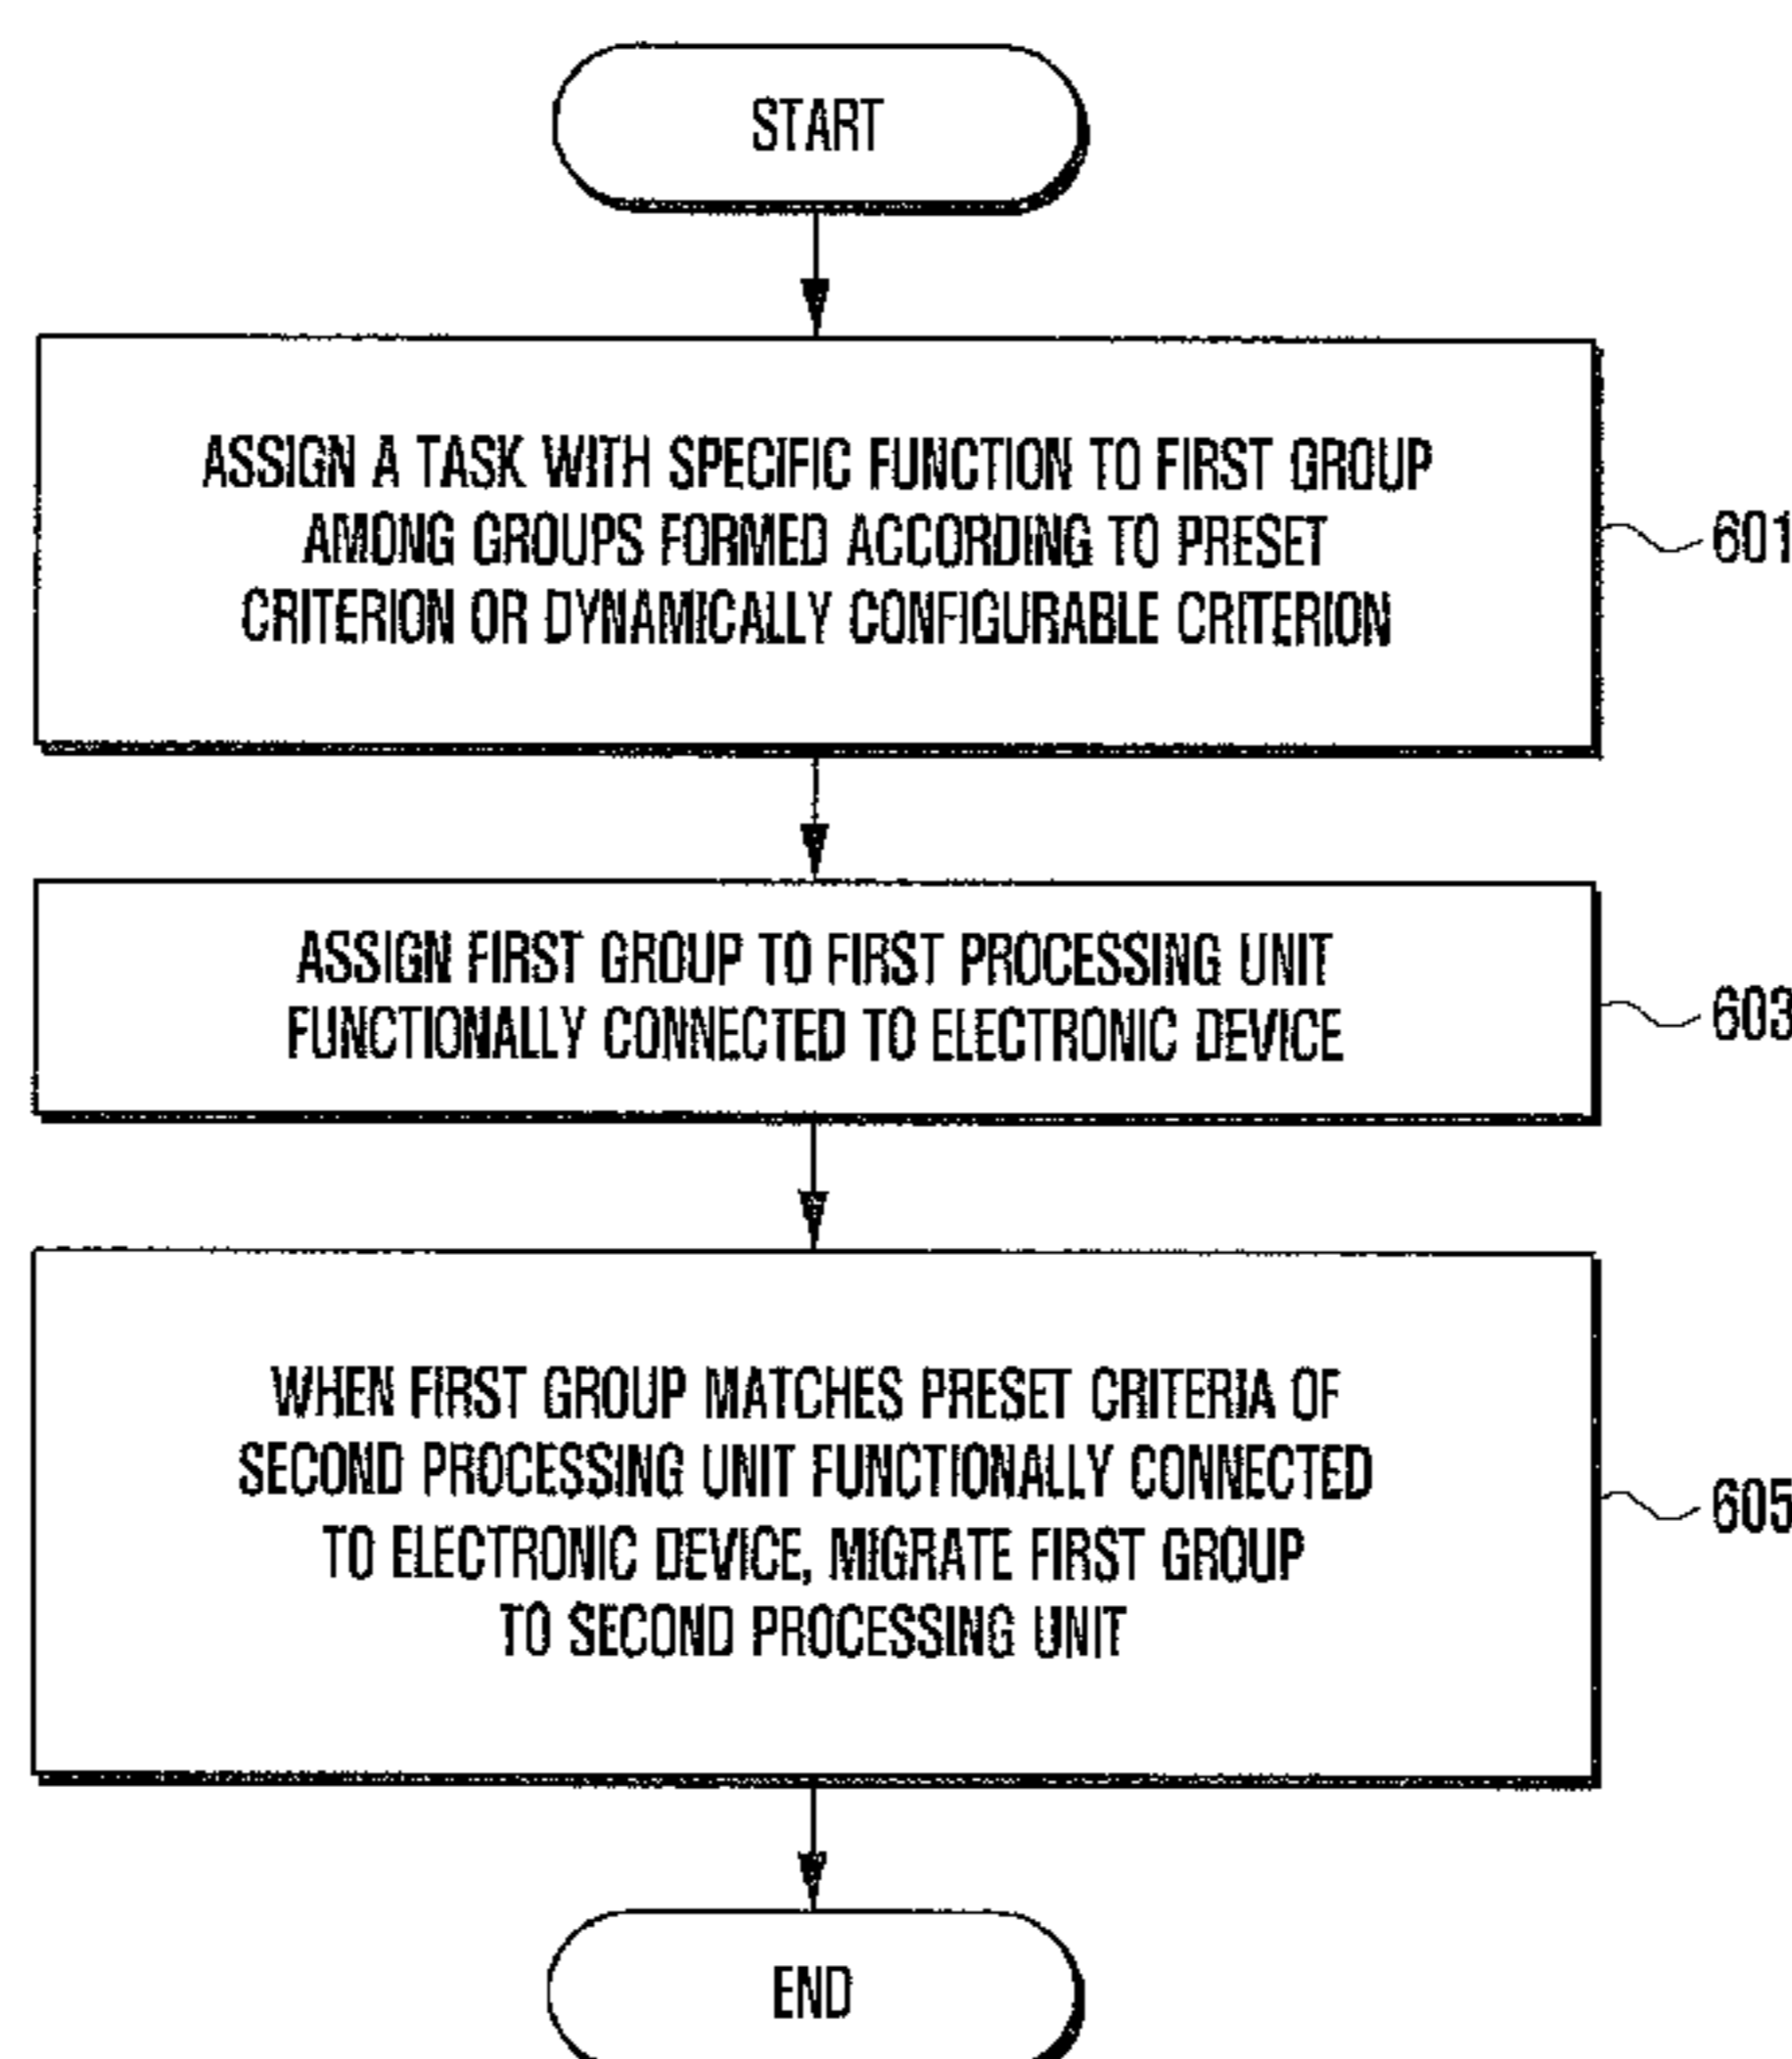 START
ASSIGN A TASK WITH SPECIFIC FUNCTION TO FIRST GROUP
AMONG GROUPS FORMED ACCORDING TO PRESET
CRITERION OR DYNAMICALLY CONFIGURABLE CRITERION
601
ASSIGN FIRST GROUP TO FIRST PROCESSING UNIT
FUNCTIONALLY CONNECTED TO ELECTRONIC DEVICE
603
WHEN FIRST GROUP MATCHES PRESET CRITERIA OF
SECOND PROCESSING UNIT FUNCTIONALLY CONNECTED
TO ELECTRONIC DEVICE, MIGRATE FIRST GROUP
TO SECOND PROCESSING UNIT
605
END